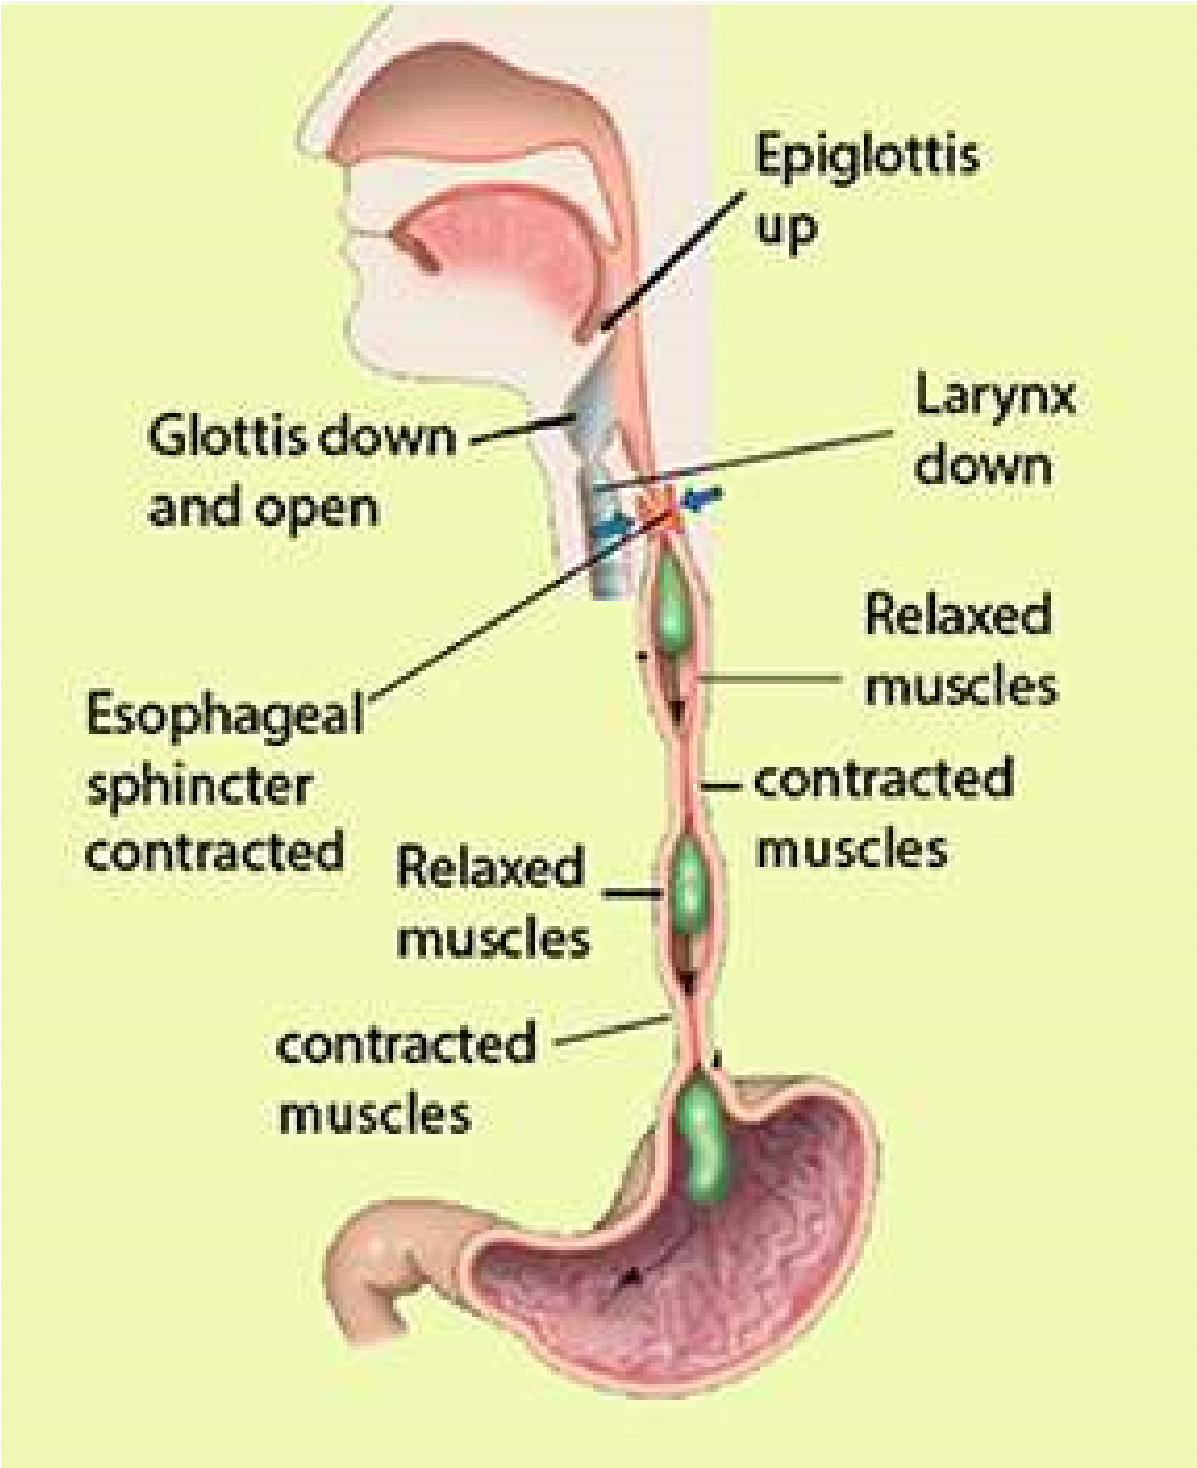 Epiglottis
up
Larynx
down
Glottis down
and open
Relaxed
muscles
Esophageal
sphincter
contracted
contracted
muscles
Relaxed
muscles
contracted
muscles